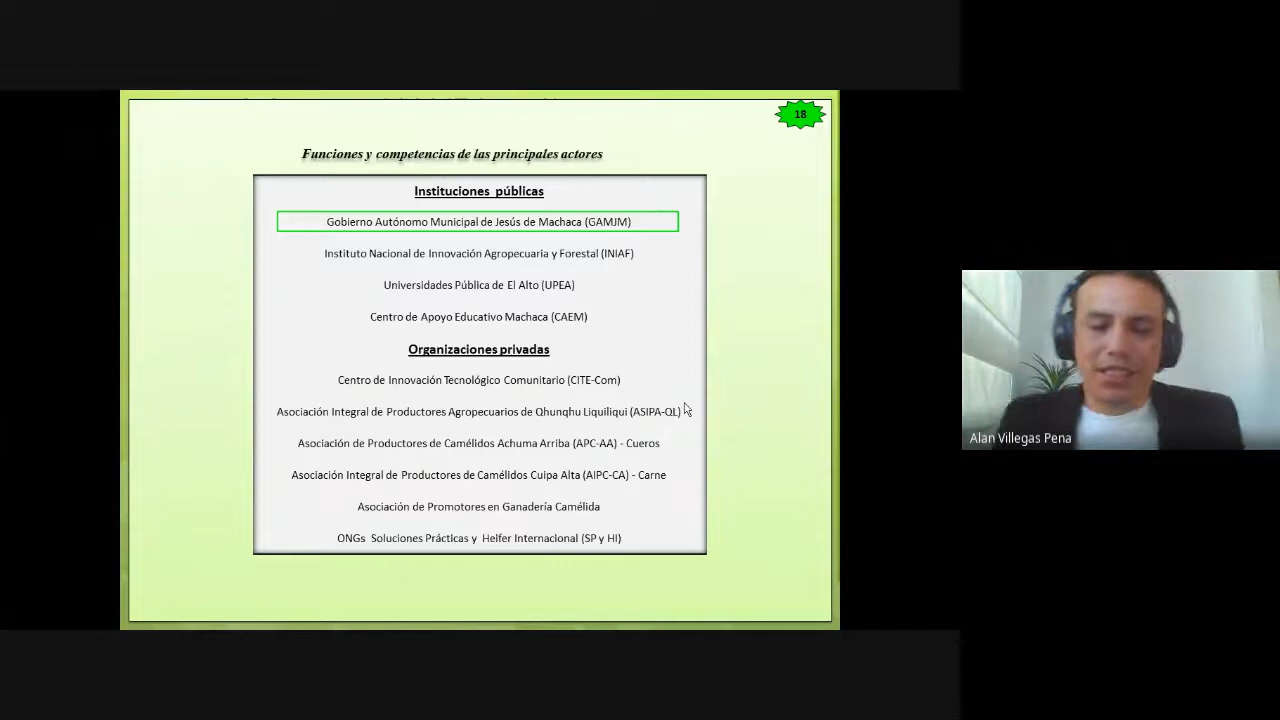 18
Funciones y competencias de las principales actores
Instituciones públicas
Gobierno Autónomo Municipal de Jesús de Machaca (GAMJM)
Instituto Nacional de Innovación Agropecuaria y Forestal (INIAF)
Universidades Pública de El Alto (UPEA)
Centro de Apoyo Educativo Machaca (CAEM)
Organizaciones privadas
Centro de Innovación Tecnológico Comunitario (CITE-Com)
Asociación Integral de Productores Agropecuarios de Qhunqhu Liquiliqui (ASIPA-QL)
Asociación de Productores de Camélidos Achuma Arriba (APC-AA) - Cueros
Asociación Integral de Productores de Camélidos Cuipa Alta (AIPC-CA) - Carne
Asociación de Promotores en Ganadería Camélida
ONGs Soluciones Prácticas y Heifer Internacional (SP y HI)
Alan Villegas Pena